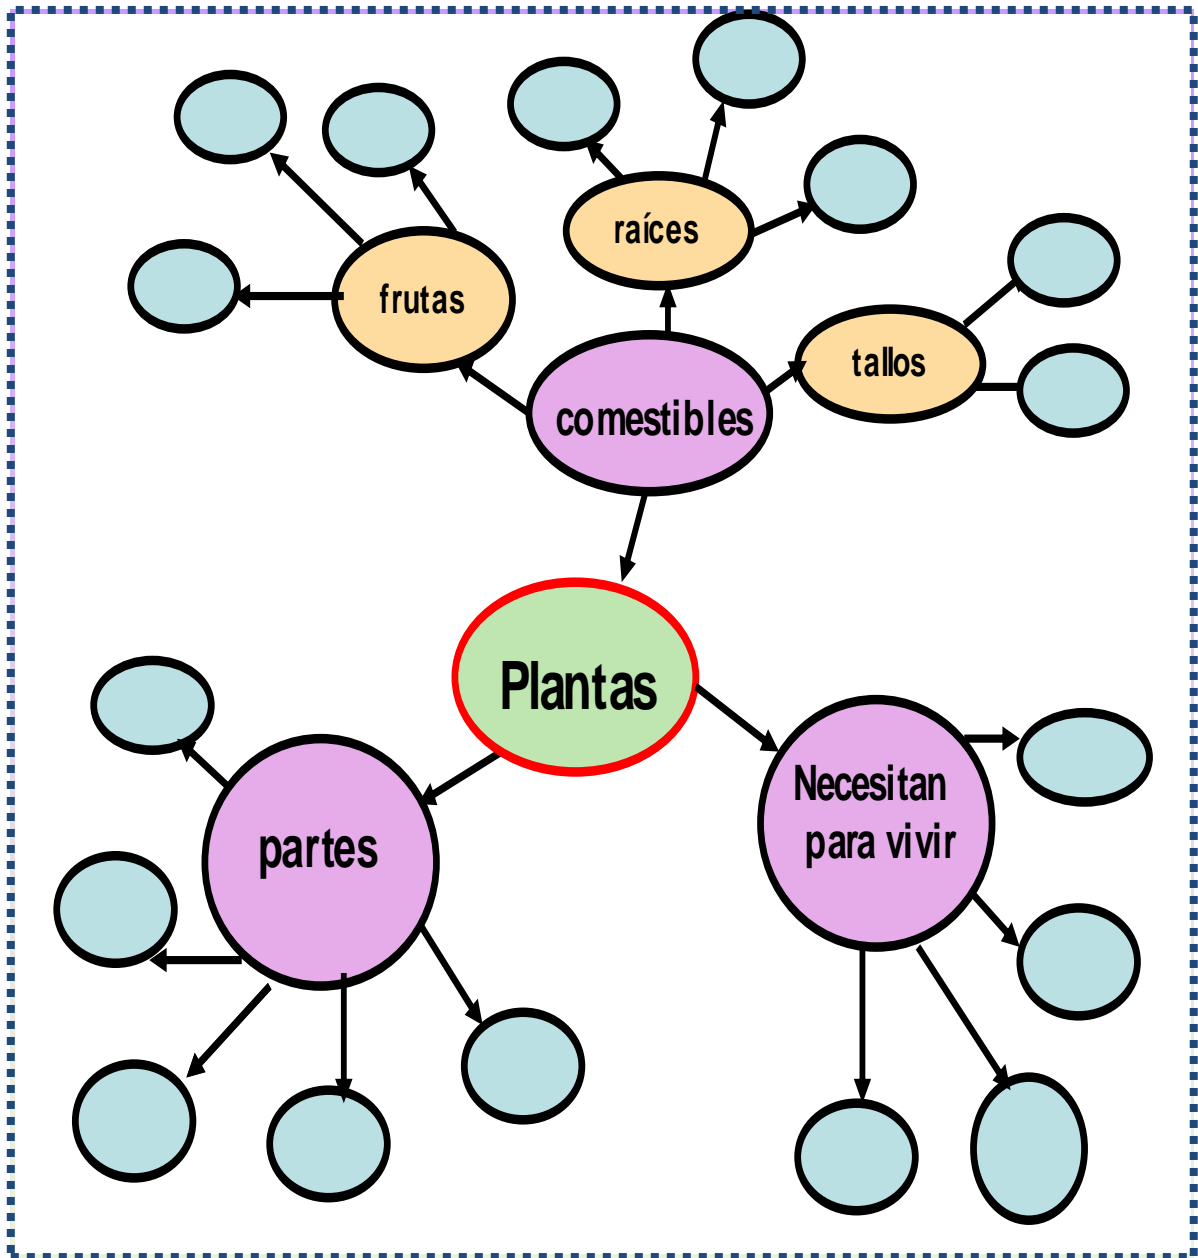 raíces
frutas
tallos
comestibles
Plantas
partes
Necesitan
para vivir